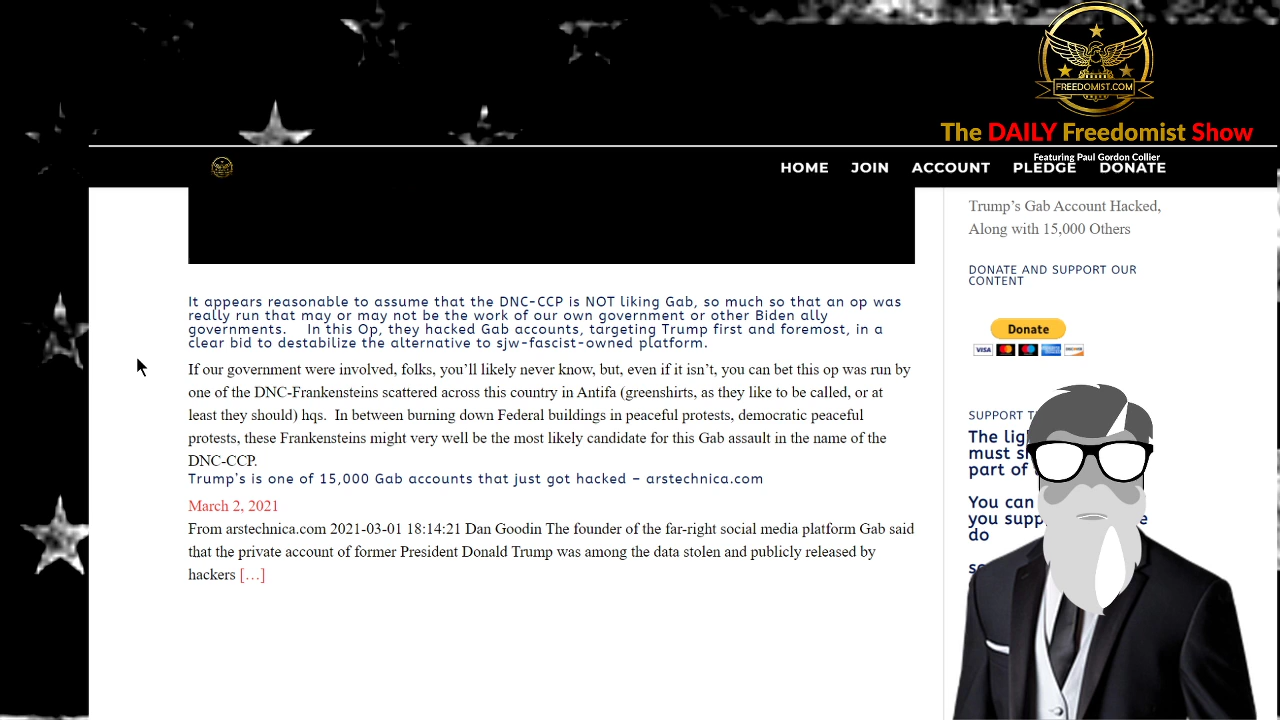 FREEDOMIST.COM
The DAILY Freedomist Show
Featuring Paul Gordon Collier
HOME JOIN ACCOUNT PLEDGE DONATE
It appears reasonable to assume that the DNC-CCP is NOT liking Gab, so much so that an op was
really run that may or may not be the work of our own government or other Biden ally
governments. In this Op, they hacked Gab accounts, targeting Trump first and foremost, in a
clear bid to destabilize the alternative to sjw-fascist-owned platform.
If our government were involved, folks, you’ll likely never know, but, even if it isn’t, you can bet this op was run by
one of the DNC-Frankensteins scattered across this country in Antifa (greenshirts, as they like to be called, or at
least they should) hqs. In between burning down Federal buildings in peaceful protests, democratic peaceful
protests, these Frankensteins might very well be the most likely candidate for this Gab assault in the name of the
DNC-CCP.
Trump’s is one of 15,000 Gab accounts that just got hacked – arstechnica.com
March 2, 2021
From arstechnica.com 2021-03-01 18:14:21 Dan Goodin The founder of the far-right social media platform Gab said
that the private account of former President Donald Trump was among the data stolen and publicly released by
hackers […]
Trump’s Gab Account Hacked,
Along with 15,000 Others
DONATE AND SUPPORT OUR
CONTENT
Donate
VISA
SUPPORT
The
must
part of
You can
you
do